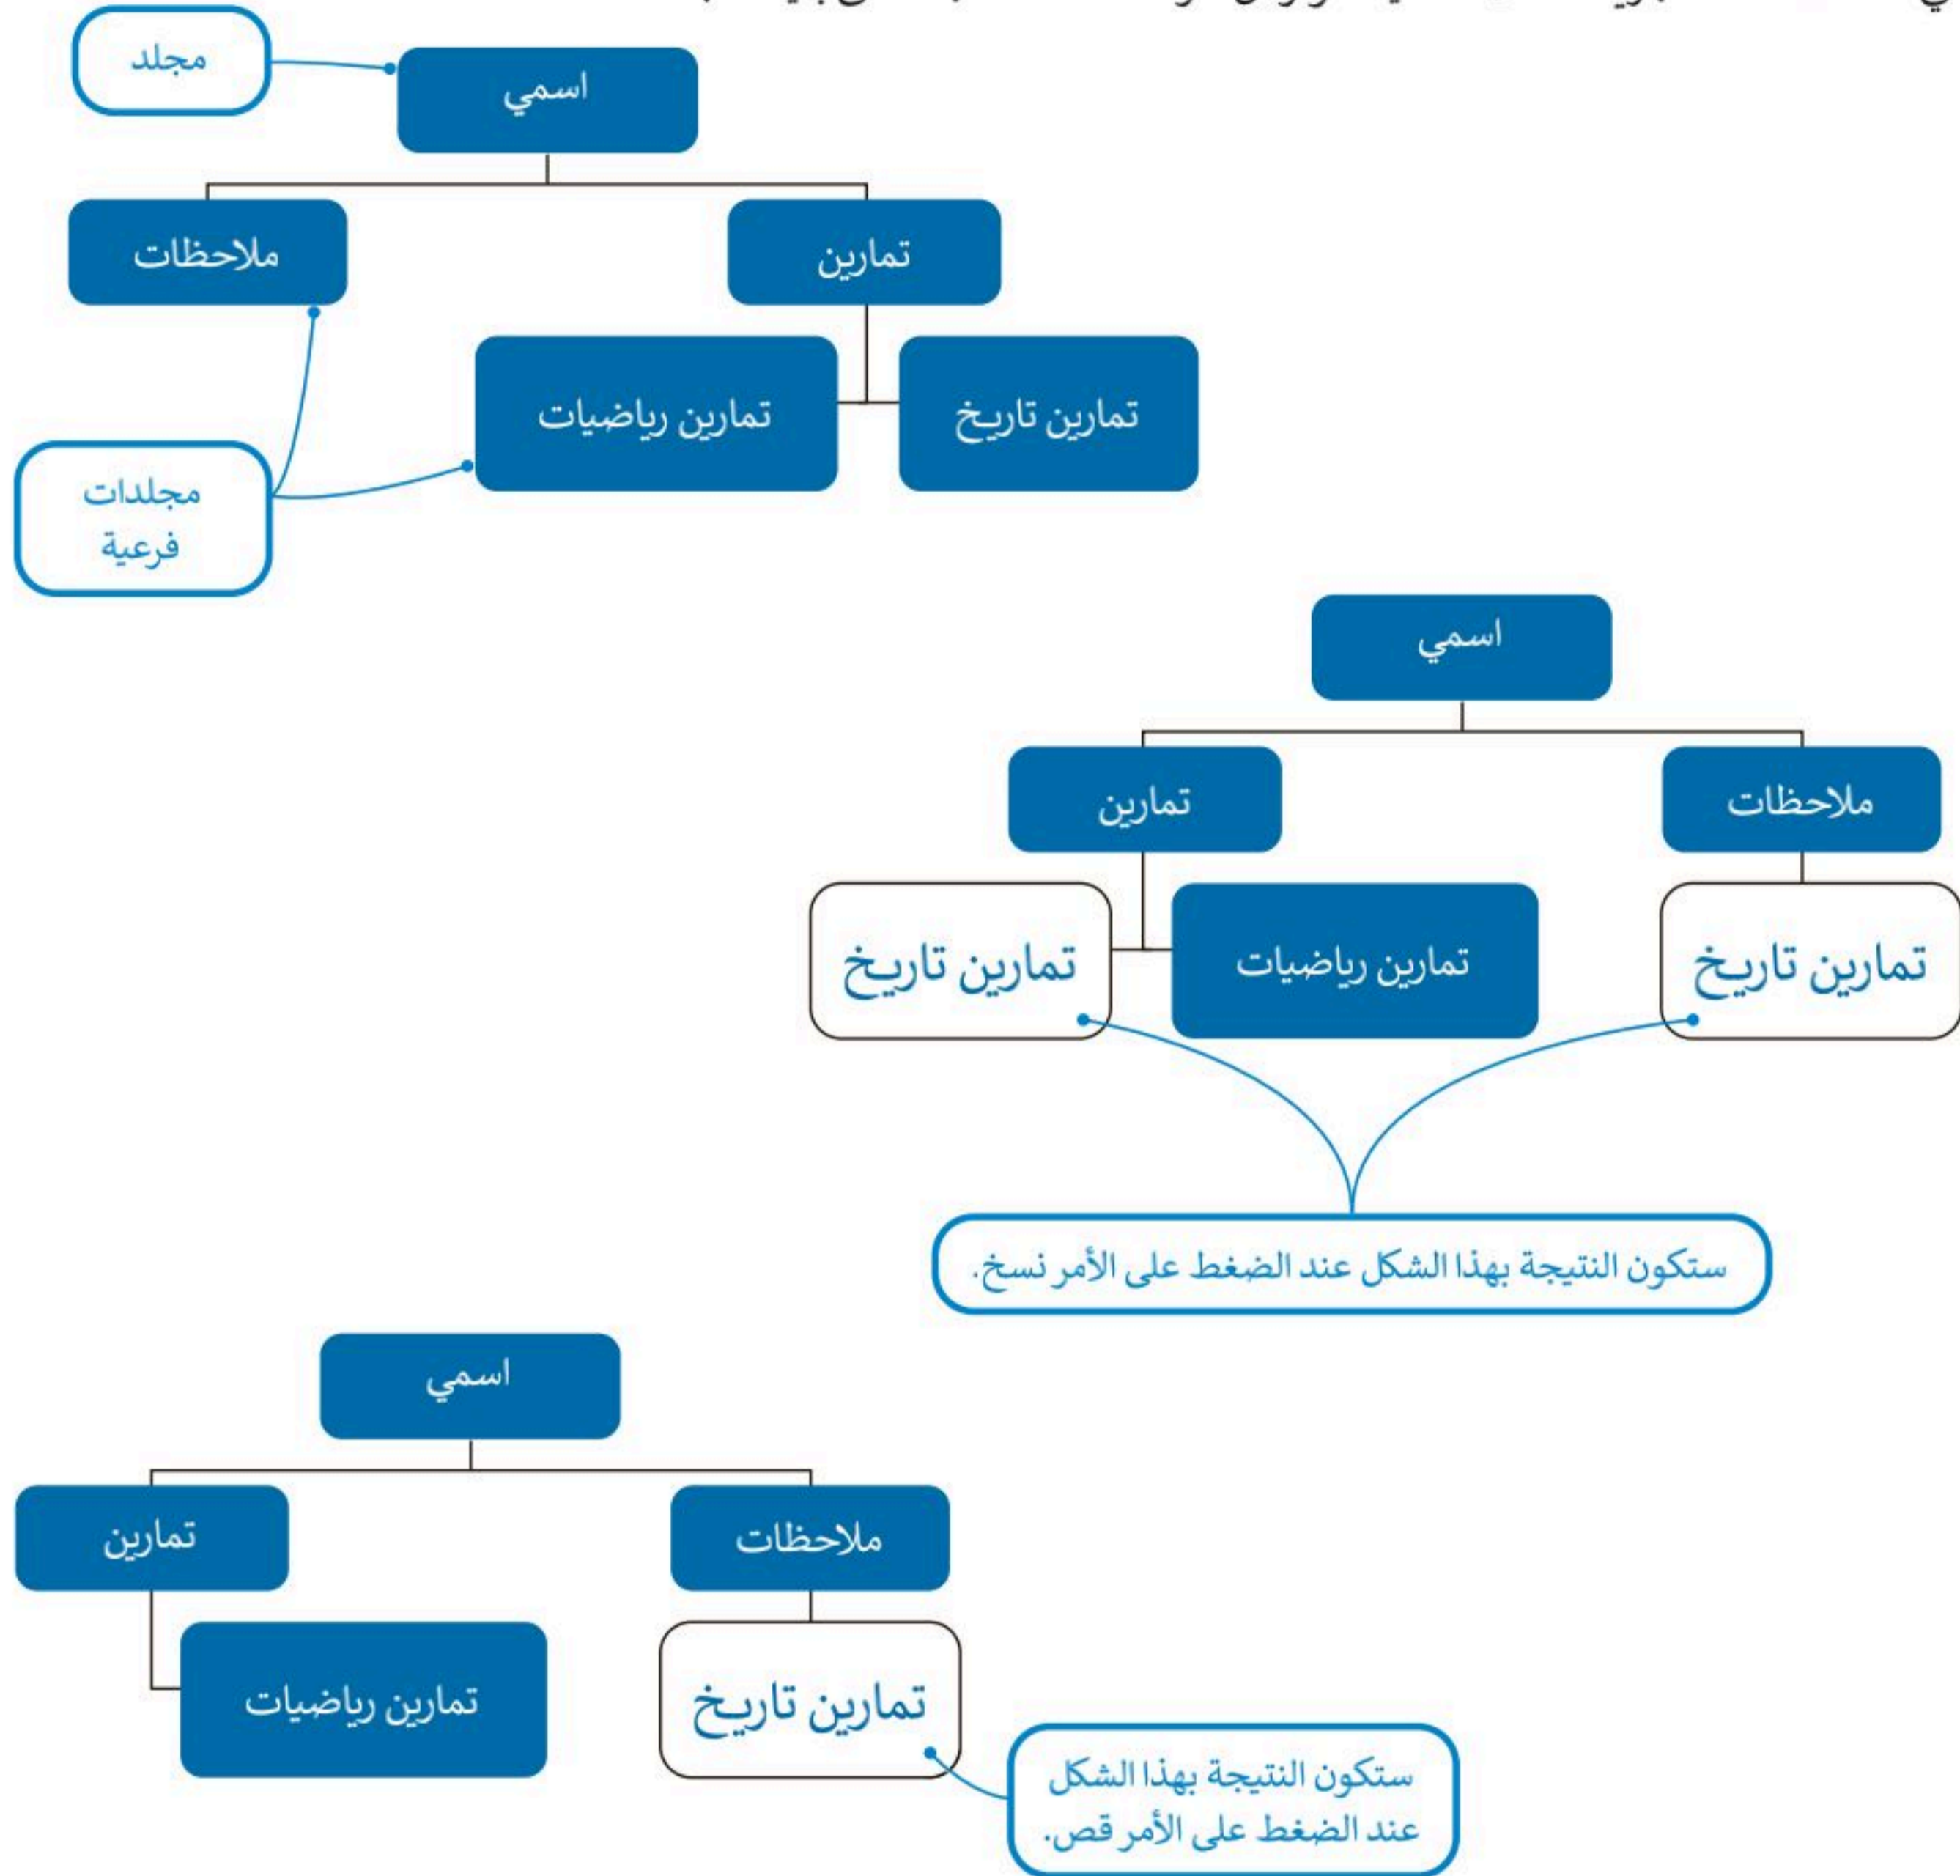 مجلد
اسمي
ملاحظات
تمارين
تمارين رياضيات
تمارين تاريخ
مجلدات
فرعية
اسمي
تمارين
ملاحظات
تمارين تاريخ
تمارين رياضيات
تمارين تاريخ
ستكون النتيجة بهذا الشكل عند الضغط على الأمر نسخ.
اسمي
تمارين
ملاحظات
تمارين رياضيات
تمارين تاريخ
ستكون النتيجة بهذا الشكل
عند الضغط على الأمر قص.